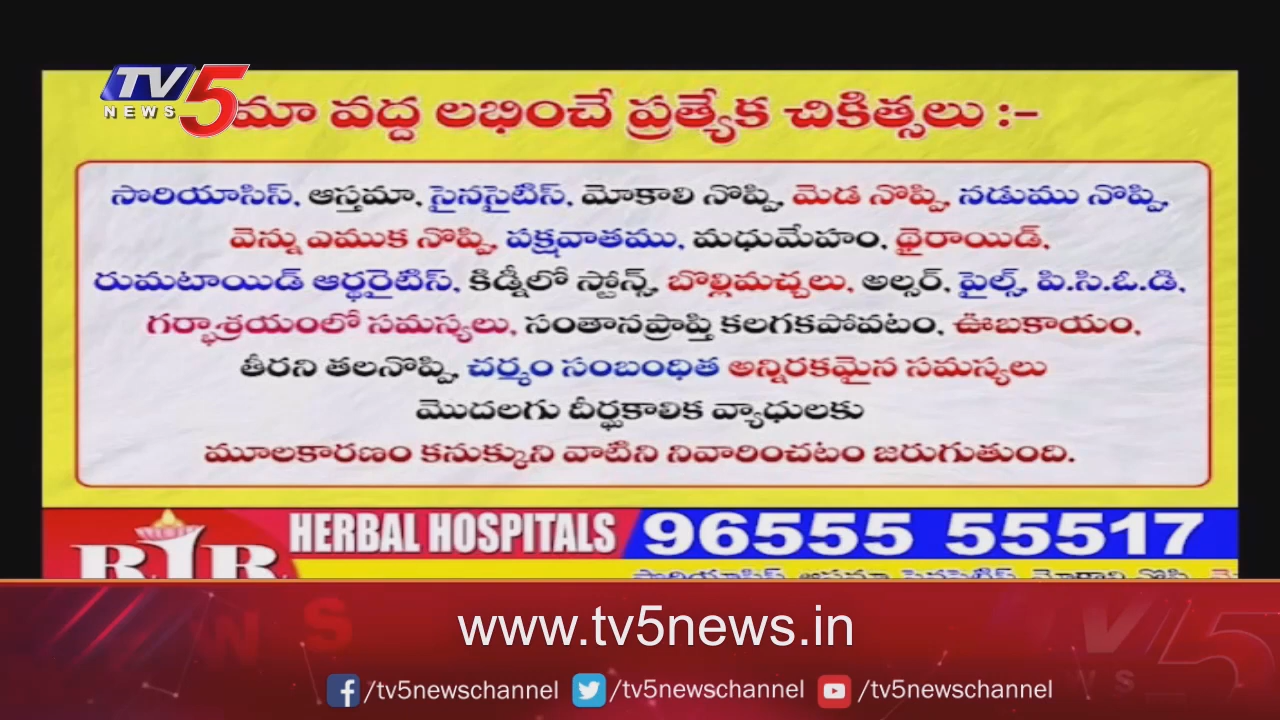 TV5
NEWS
మా వద్ద లభించే ప్రత్యేక చికిత్సలు :-
సొరియాసిస్, ఆస్తమా, సైనసైటిస్, మోకాలి నొప్పి, మెడ నొప్పి, నడుము నొప్పి,
వెన్ను ఎముక నొప్పి, పక్షవాతము, మధుమేహం, థైరాయిడ్,
రుమటాయిడ్ ఆర్థరైటిస్, కిడ్నీలో స్టోన్స్, బొల్లిమచ్చలు, అల్సర్, పైల్స్, పి.సి.ఓ.డి,
గర్భాశ్రయంలో సమస్యలు, సంతానప్రాప్తి కలగకపోవటం, ఊబకాయం,
తీరని తలనొప్పి, చర్మం సంబంధిత అన్నిరకమైన సమస్యలు
మొదలగు దీర్ఘకాలిక వ్యాధులకు
మూలకారణం కనుక్కుని వాటిని నివారించటం జరుగుతుంది.
RJR HERBAL HOSPITALS 96555 55517
www.tv5news.in
/tv5newschannel /tv5newschannel /tv5newschannel